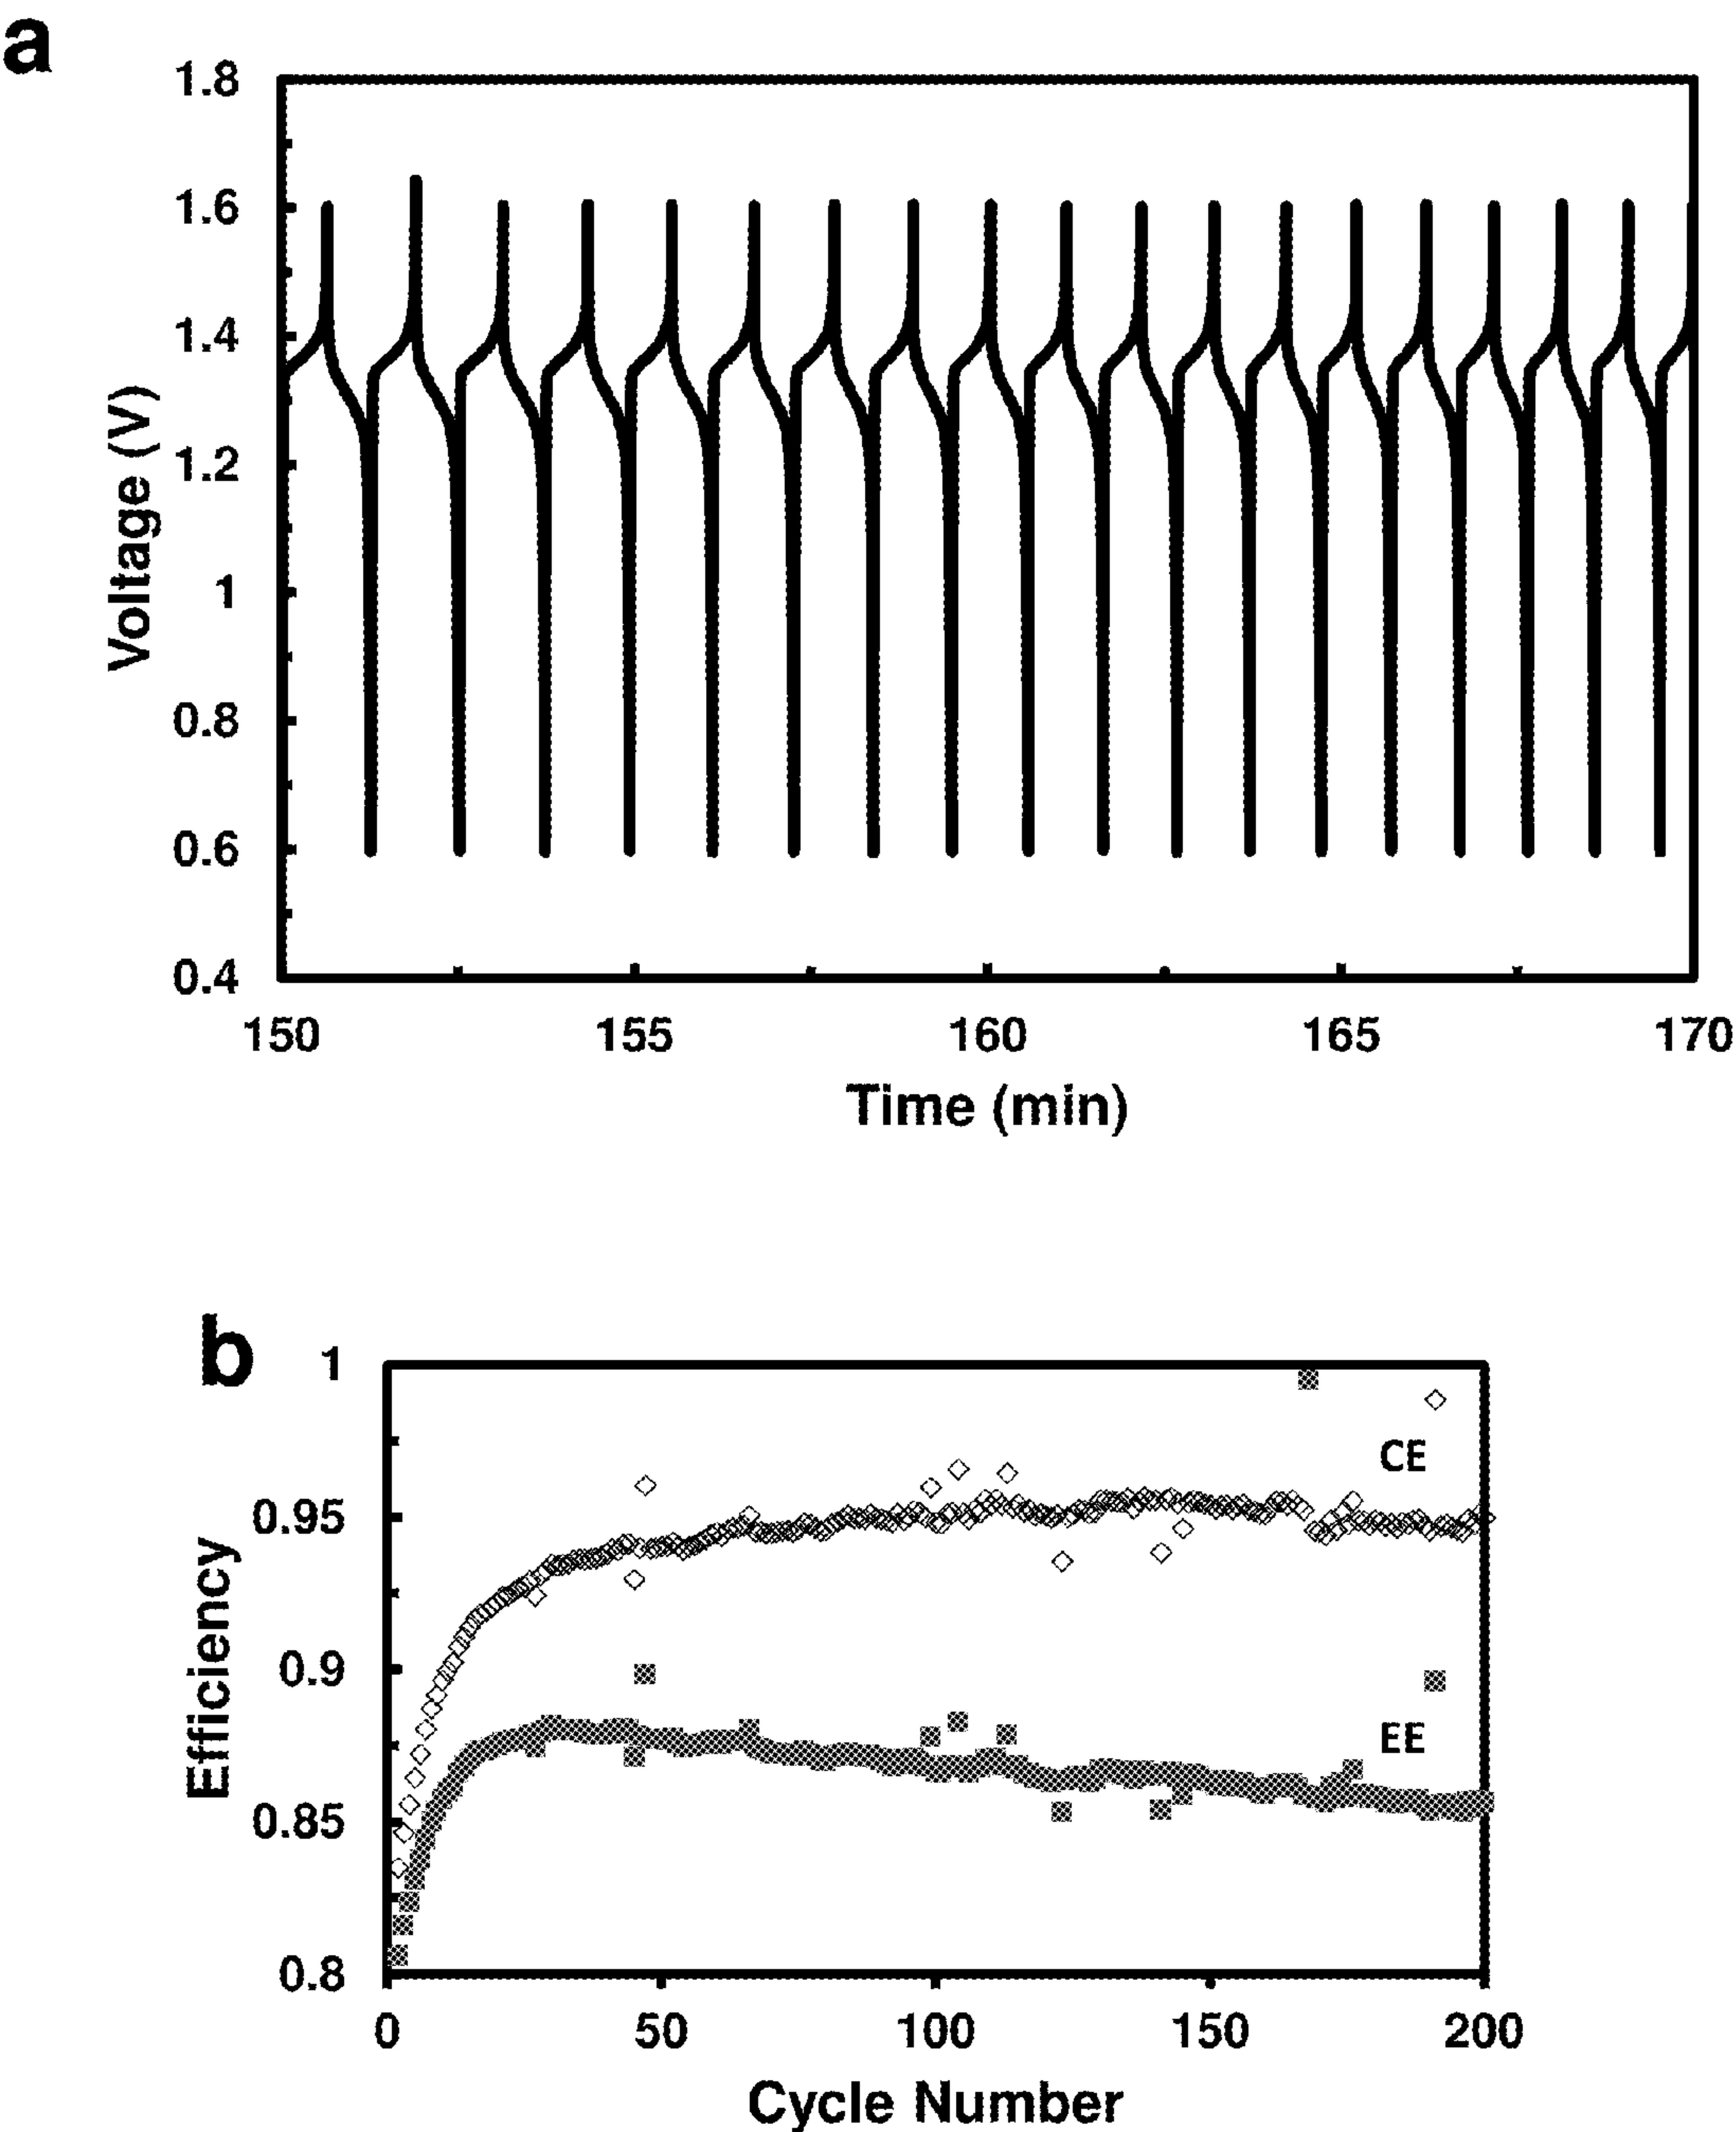 a
1.8
1.6
1.4
1.2
1
0.8
0.6
0.4
Voltage (V)
150 155 160 165 170
Time (min)
b
1
0.95
0.9
0.85
0.8
Efficiency
CE
EE
0 50 100 150 200
Cycle Number